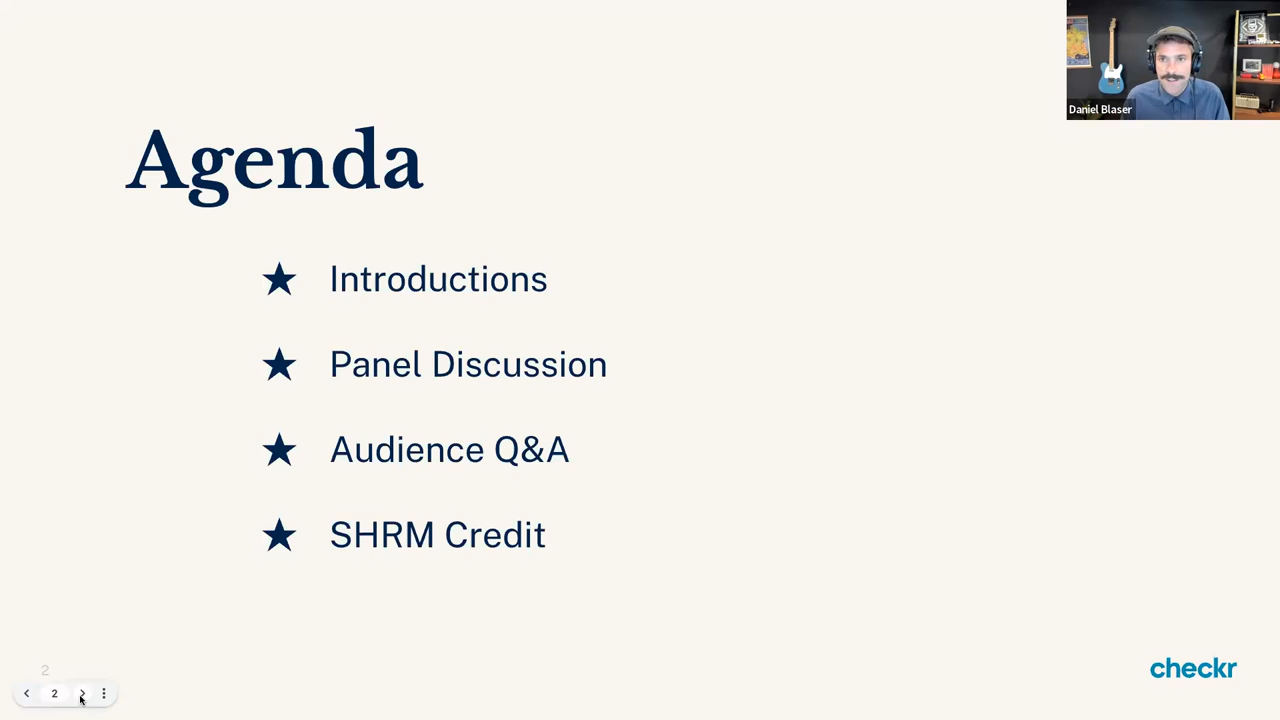 Daniel Blaser
Agenda
★ Introductions
★ Panel Discussion
★ Audience Q&A
★ SHRM Credit
2
2
checkr